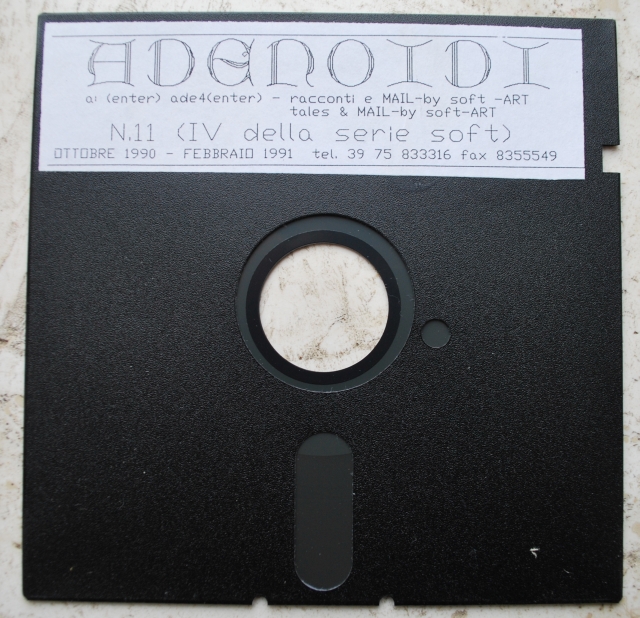 ADENOIDI
a: (enter) ade4(enter) - racconti e MAIL-by soft -ART
tales & MAIL-by soft-ART
N.11 (IV della serie soft)
OTTOBRE 1990 - FEBBRAIO 1991 tel. 39 75 833316 fax 8355549